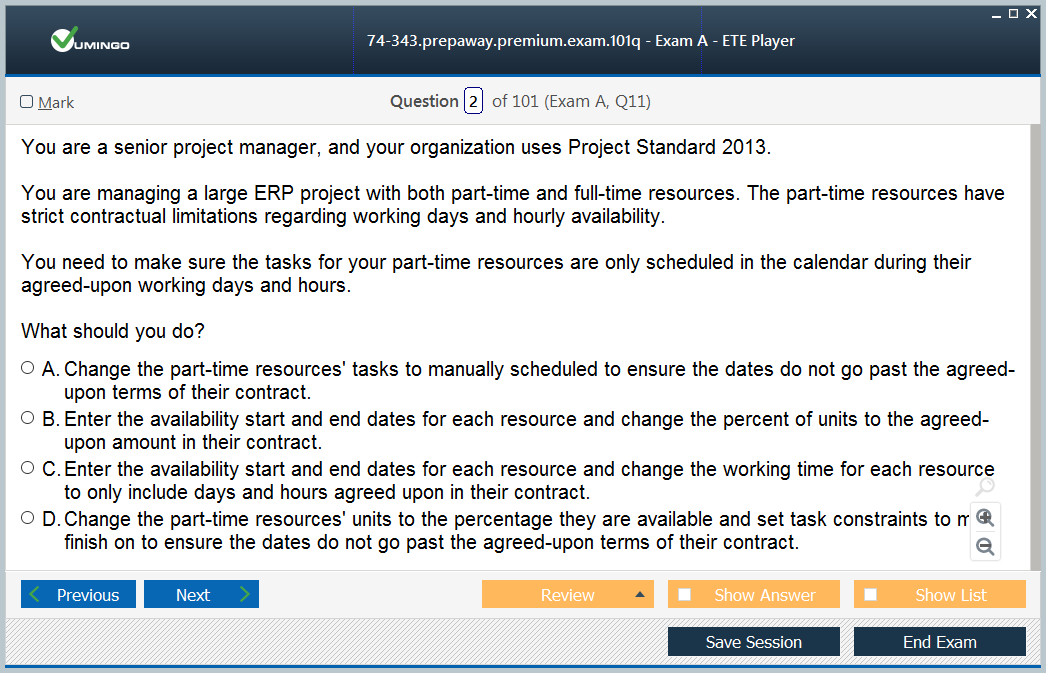 VUMINGO
74-343.prepaway.premium.exam.101q - Exam A - ETE Player
Mark
Question 2 of 101 (Exam A, Q11)
You are a senior project manager, and your organization uses Project Standard 2013.
You are managing a large ERP project with both part-time and full-time resources. The part-time resources have
strict contractual limitations regarding working days and hourly availability.
You need to make sure the tasks for your part-time resources are only scheduled in the calendar during their
agreed-upon working days and hours.
What should you do?
A. Change the part-time resources' tasks to manually scheduled to ensure the dates do not go past the agreed-
upon terms of their contract.
B. Enter the availability start and end dates for each resource and change the percent of units to the agreed-
upon amount in their contract.
C. Enter the availability start and end dates for each resource and change the working time for each resource
to only include days and hours agreed upon in their contract.
D. Change the part-time resources' units to the percentage they are available and set task constraints to
finish on to ensure the dates do not go past the agreed-upon terms of their contract.
Previous
Next
Review
Show Answer
Show List
Save Session
End Exam